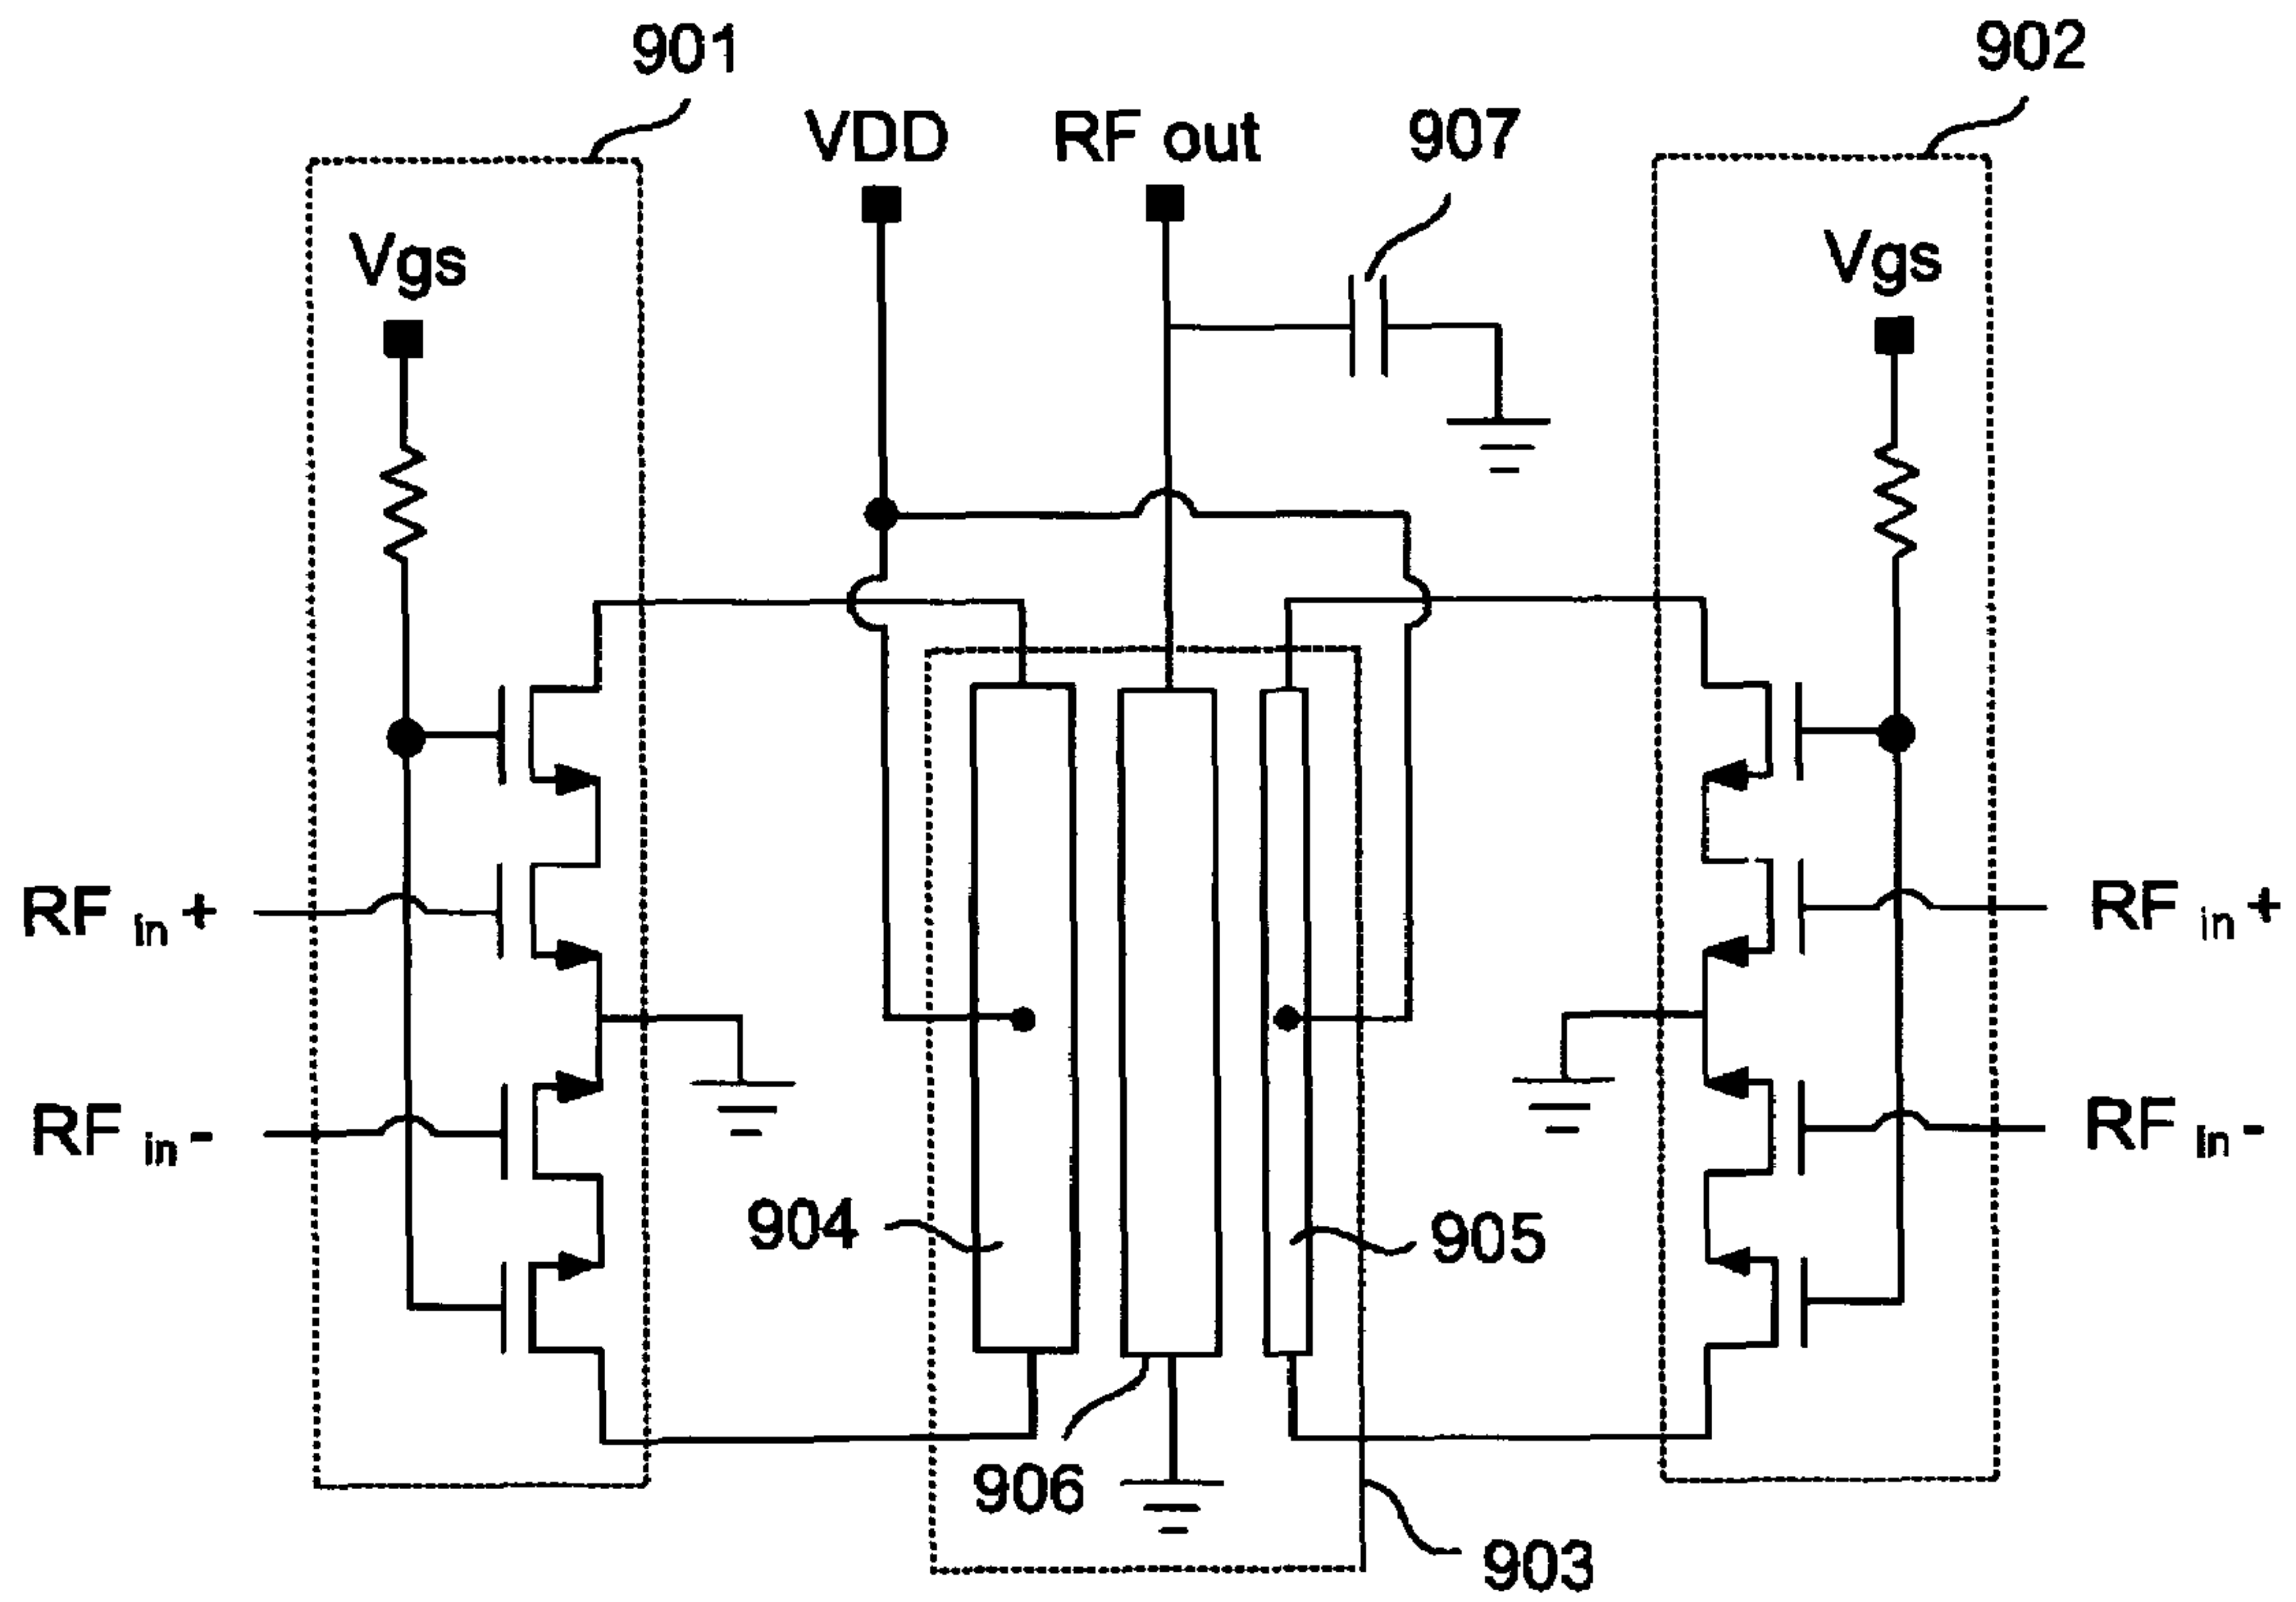 901
902
VDD
RF out
907
Vgs
Vgs
RF in +
RF in +
RF in -
RF in -
904
905
906
903